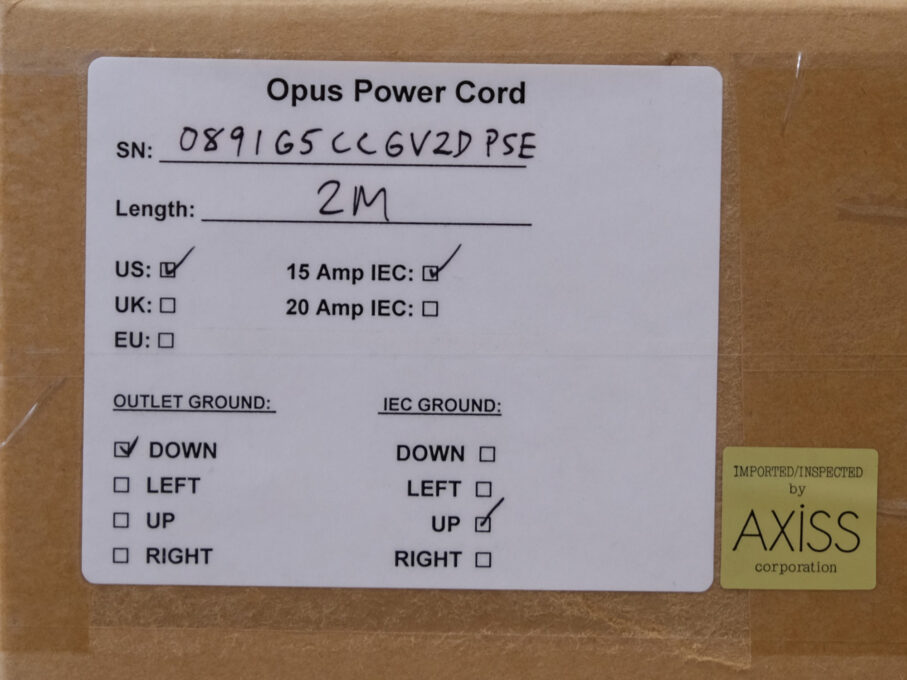 Opus Power Cord
SN: 0891G5CCGV2DPSE
Length: 2M
US: 15 Amp IEC:
UK: 20 Amp IEC:
EU:
OUTLET GROUND: IEC GROUND:
DOWN DOWN
LEFT LEFT
UP UP
RIGHT RIGHT
IMPORTED/INSPECTED
by
AXiSS
corporation